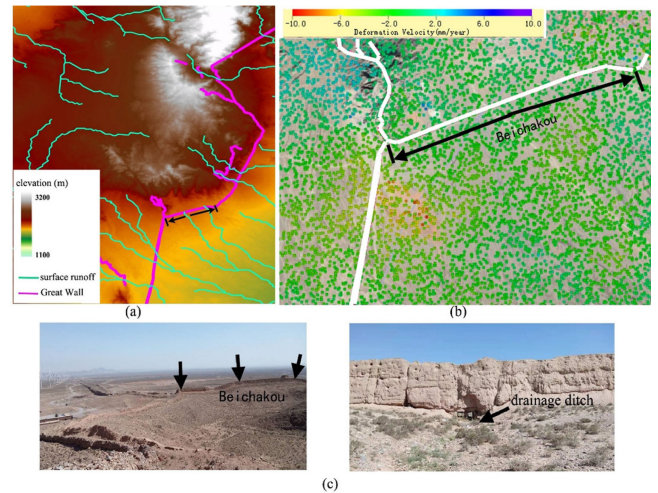 (a)
elevation (m)
3200
1100
surface runoff
Great Wall
-10.0 -6.0 -2.0 2.0 6.0 10.0
Deformation Velocity(mm/year)
Beichakou
(b)
Beichakou
drainage ditch
(c)